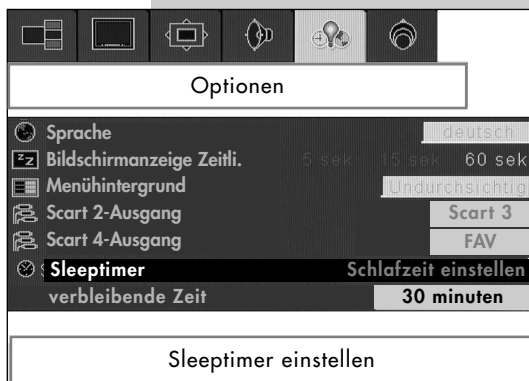 Optionen
Sprache deutsch
Bildschirmanzeige Zeitli. 5 sek 15 sek 60 sek
Menühintergrund Undurchsichtig
Scart 2-Ausgang Scart 3
Scart 4-Ausgang FAV
Sleeptimer Schlafzeit einstellen
verbleibende Zeit 30 minuten
Sleeptimer einstellen